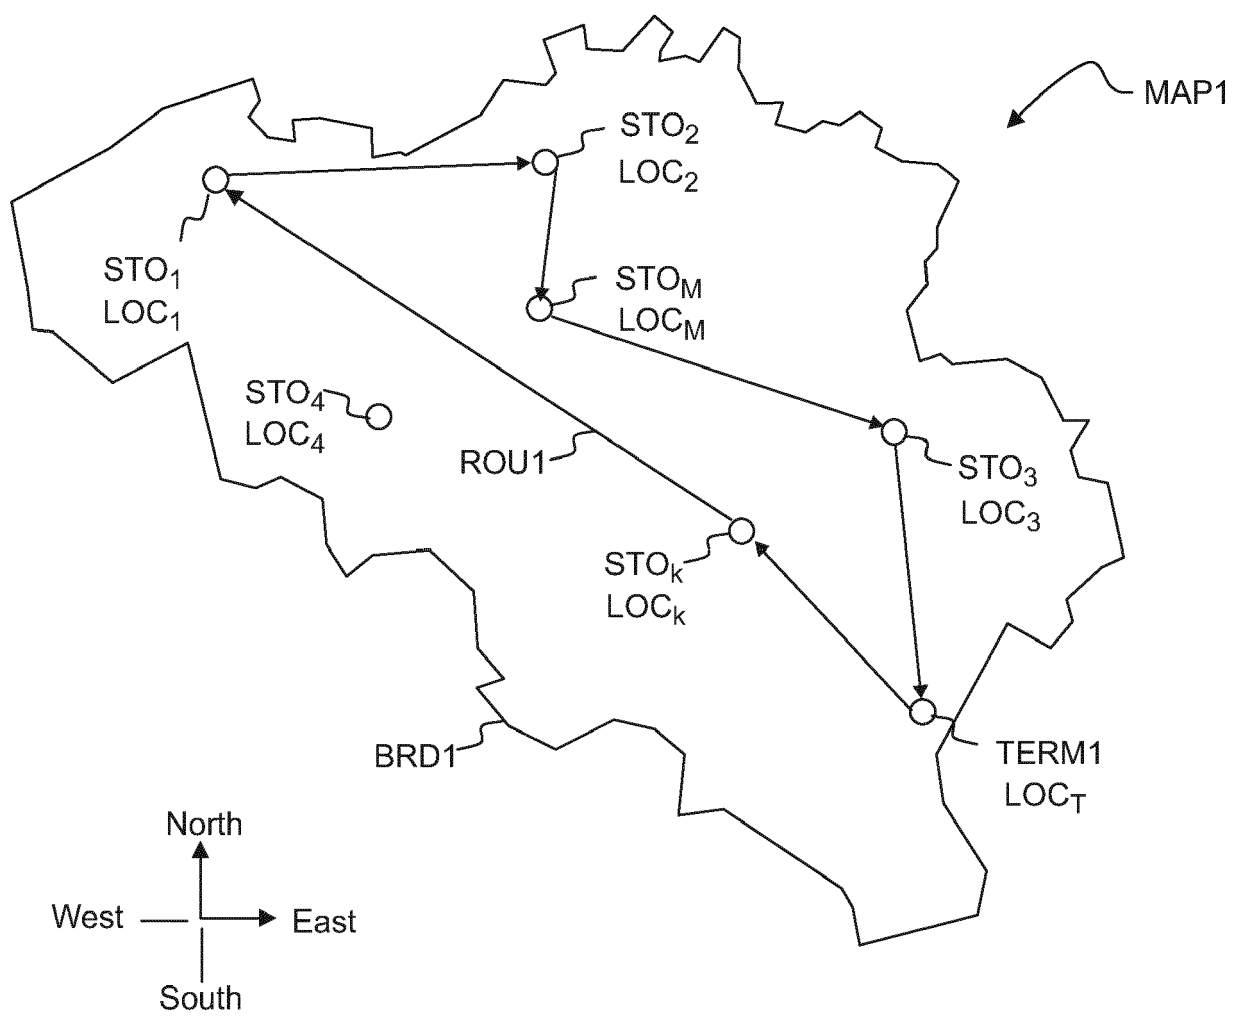 MAP1
STO₂
LOC₂
STO₁
LOC₁
STOM
LOCM
STO₄
LOC₄
ROU1
STO₃
LOC₃
STOk
LOCk
BRD1
TERM1
LOCT
North
West
East
South